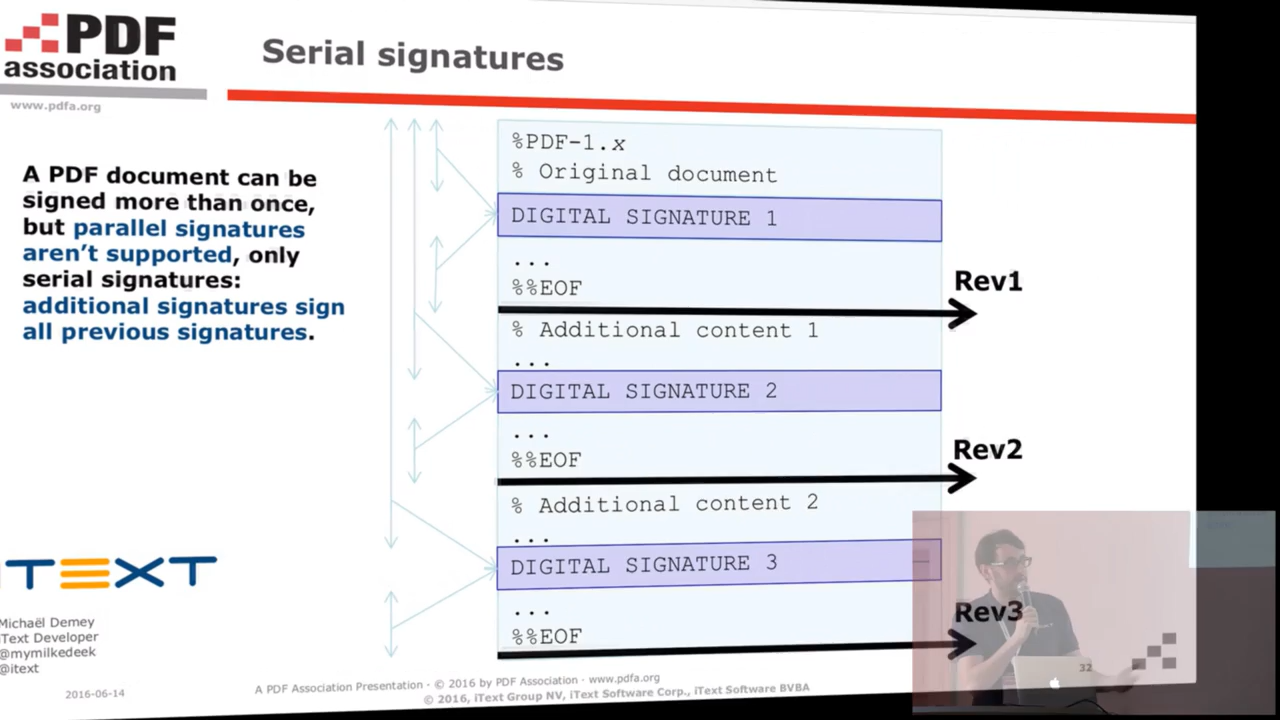 PDF
association
www.pdfa.org
Serial signatures
A PDF document can be
signed more than once,
but parallel signatures
aren't supported, only
serial signatures:
additional signatures sign
all previous signatures.
%PDF-1.x
% Original document
DIGITAL SIGNATURE 1
...
%%EOF
Rev1
% Additional content 1
...
DIGITAL SIGNATURE 2
...
%%EOF
Rev2
% Additional content 2
...
DIGITAL SIGNATURE 3
...
%%EOF
Rev3
iTEXT
Michaël Demey
iText Developer
@mymilkedeek
@itext
2016-06-14
A PDF Association Presentation · © 2016 by PDF Association · www.pdfa.org
© 2016, iText Group NV, iText Software Corp., iText Software BVBA
32